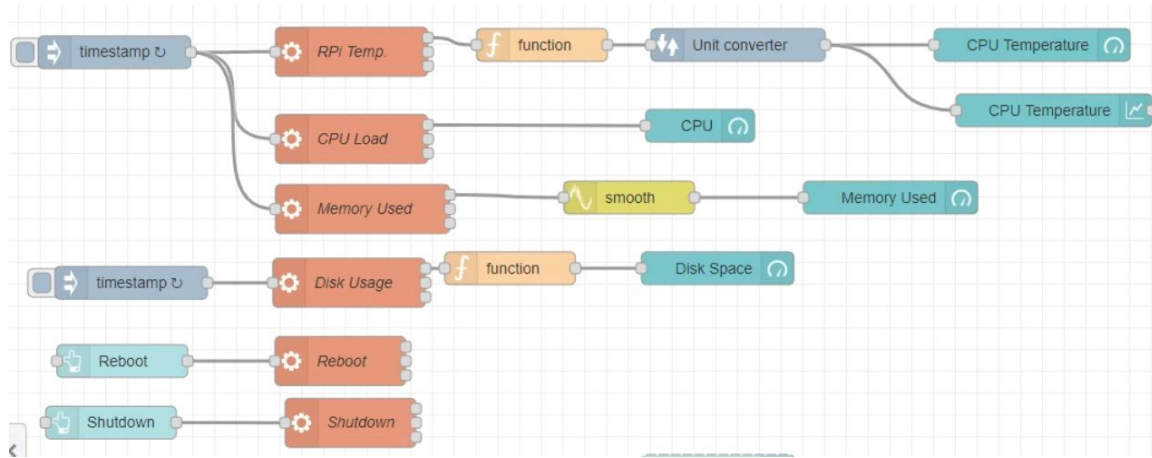 timestamp ↻
RPi Temp.
function
Unit converter
CPU Temperature
CPU Temperature
CPU Load
CPU
Memory Used
smooth
Memory Used
timestamp ↻
Disk Usage
function
Disk Space
Reboot
Reboot
Shutdown
Shutdown